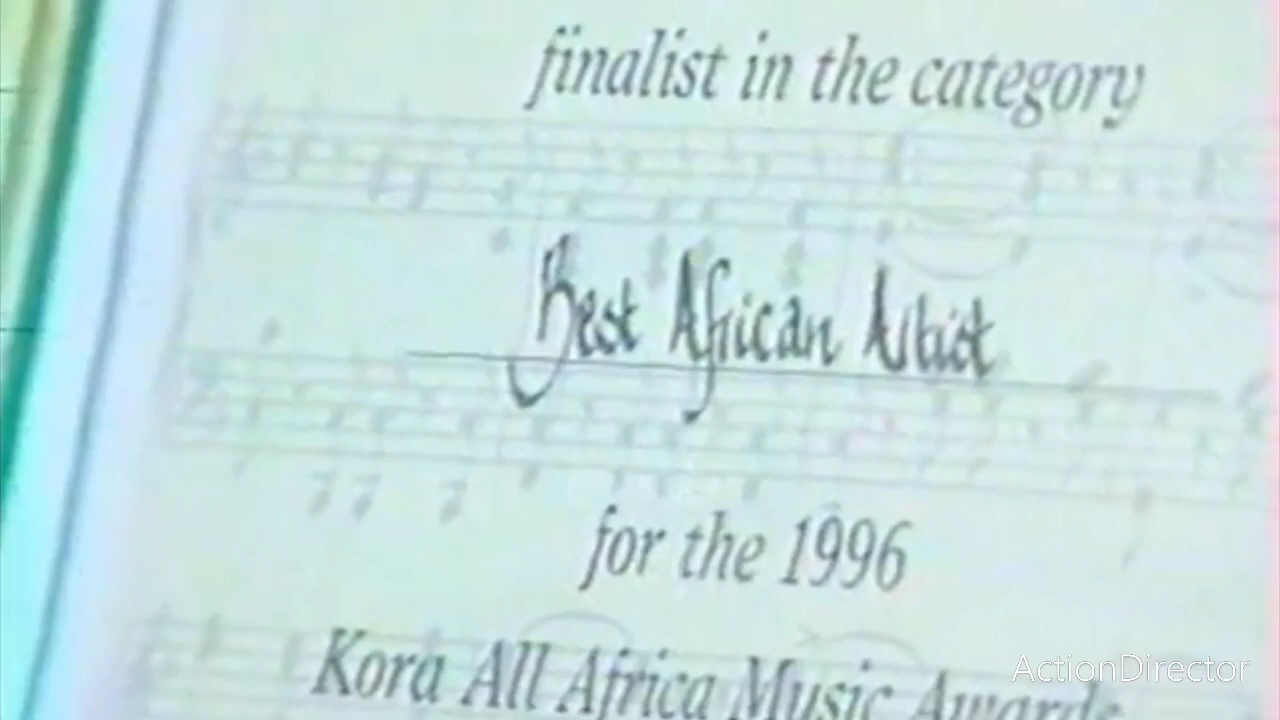 finalist in the category
Best African Artist
for the 1996
Kora All Africa Music Awards
ActionDirector